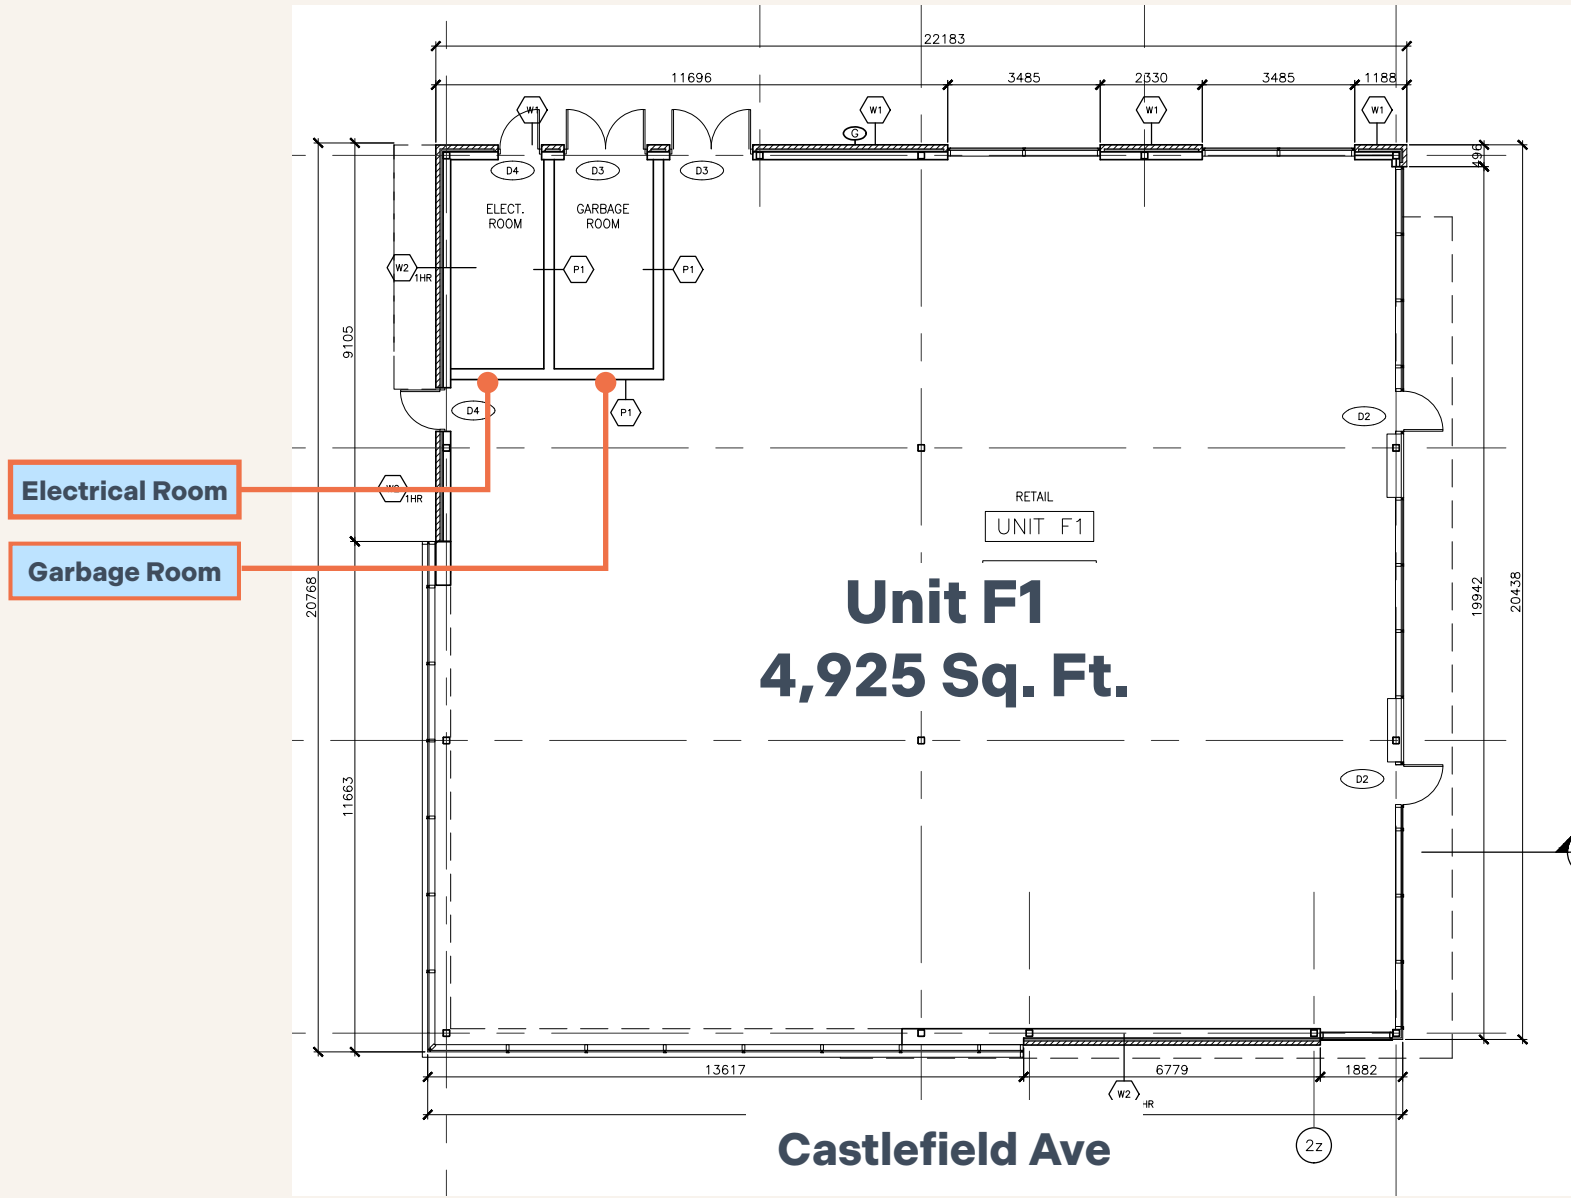 22183
11696
3485
2330
3485
1188
W1
W1
W1
W1
G
D4
D3
D3
496
ELECT.
ROOM
GARBAGE
ROOM
W2
1HR
P1
P1
9105
D4
P1
D2
Electrical Room
1HR
RETAIL
UNIT F1
Garbage Room
20768
19942
20438
Unit F1
4,925 Sq. Ft.
11663
D2
13617
6779
1882
W2
HR
Castlefield Ave
2z